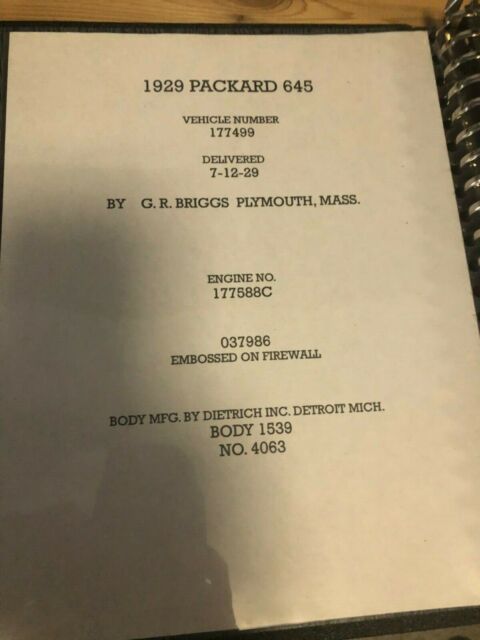 1929 PACKARD 645
VEHICLE NUMBER
177499
DELIVERED
7-12-29
BY G. R. BRIGGS PLYMOUTH, MASS.
ENGINE NO.
177588C
037986
EMBOSSED ON FIREWALL
BODY MFG. BY DIETRICH INC. DETROIT MICH.
BODY 1539
NO. 4063